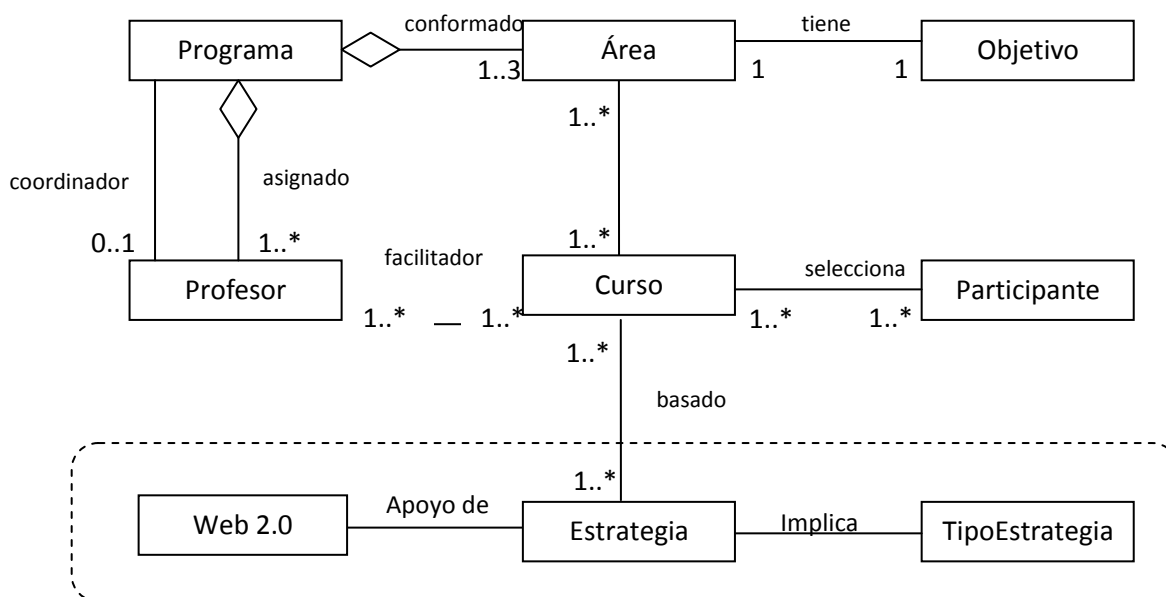 conformado
tiene
Programa
Área
Objetivo
1..3
1
1
1..*
coordinador
asignado
0..1
1..*
facilitador
1..*
selecciona
Profesor
Curso
Participante
1..*
1..*
1..*
1..*
1..*
basado
1..*
Apoyo de
Implica
Web 2.0
Estrategia
TipoEstrategia